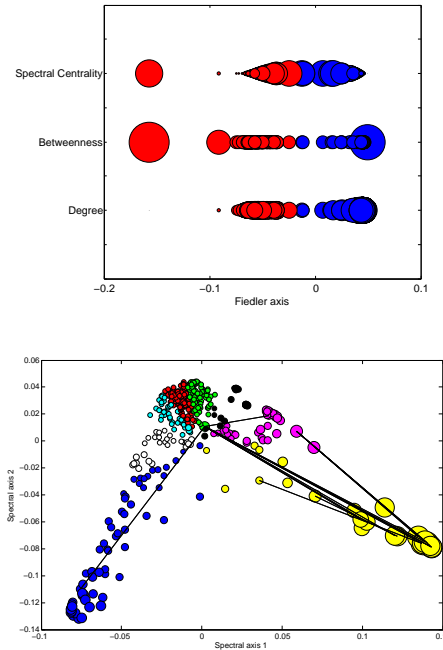 Spectral Centrality
Betweenness
Degree
−0.2 −0.1 0 0.1
Fiedler axis
0.06
0.04
0.02
0
−0.02
−0.04
−0.06
−0.08
−0.1
−0.12
−0.14
Spectral axis 2
−0.1 −0.05 0 0.05 0.1
Spectral axis 1